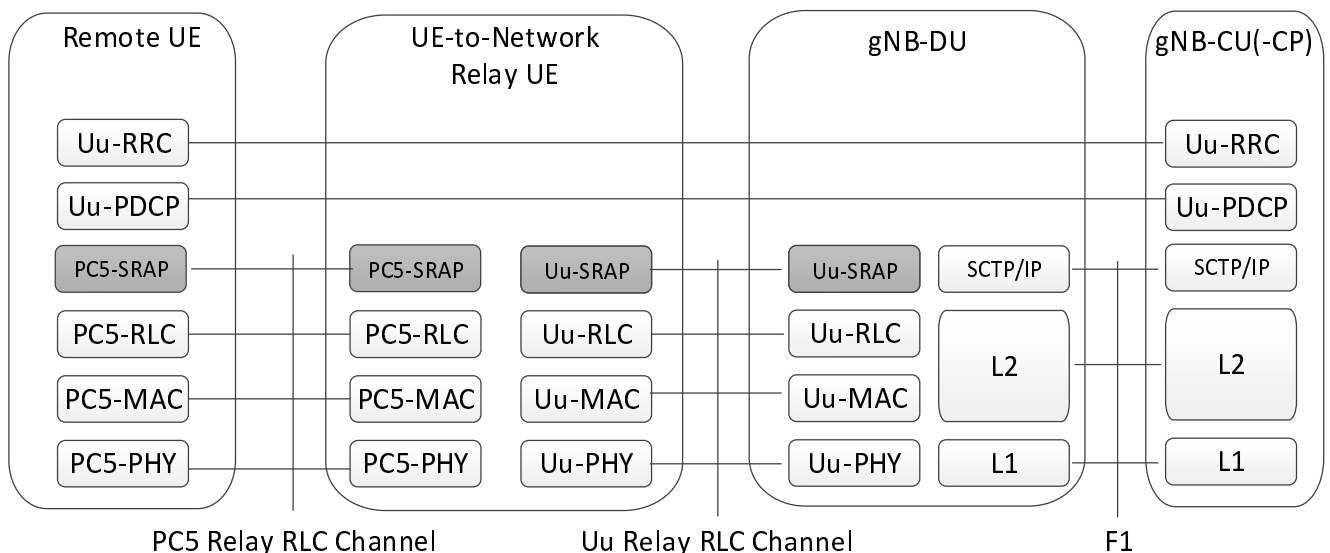 Remote UE
UE-to-Network
Relay UE
gNB-DU
gNB-CU(-CP)
Uu-RRC
Uu-RRC
Uu-PDCP
Uu-PDCP
PC5-SRAP
PC5-SRAP
Uu-SRAP
Uu-SRAP
SCTP/IP
SCTP/IP
PC5-RLC
PC5-RLC
Uu-RLC
Uu-RLC
L2
L2
PC5-MAC
PC5-MAC
Uu-MAC
Uu-MAC
PC5-PHY
PC5-PHY
Uu-PHY
Uu-PHY
L1
L1
PC5 Relay RLC Channel
Uu Relay RLC Channel
F1